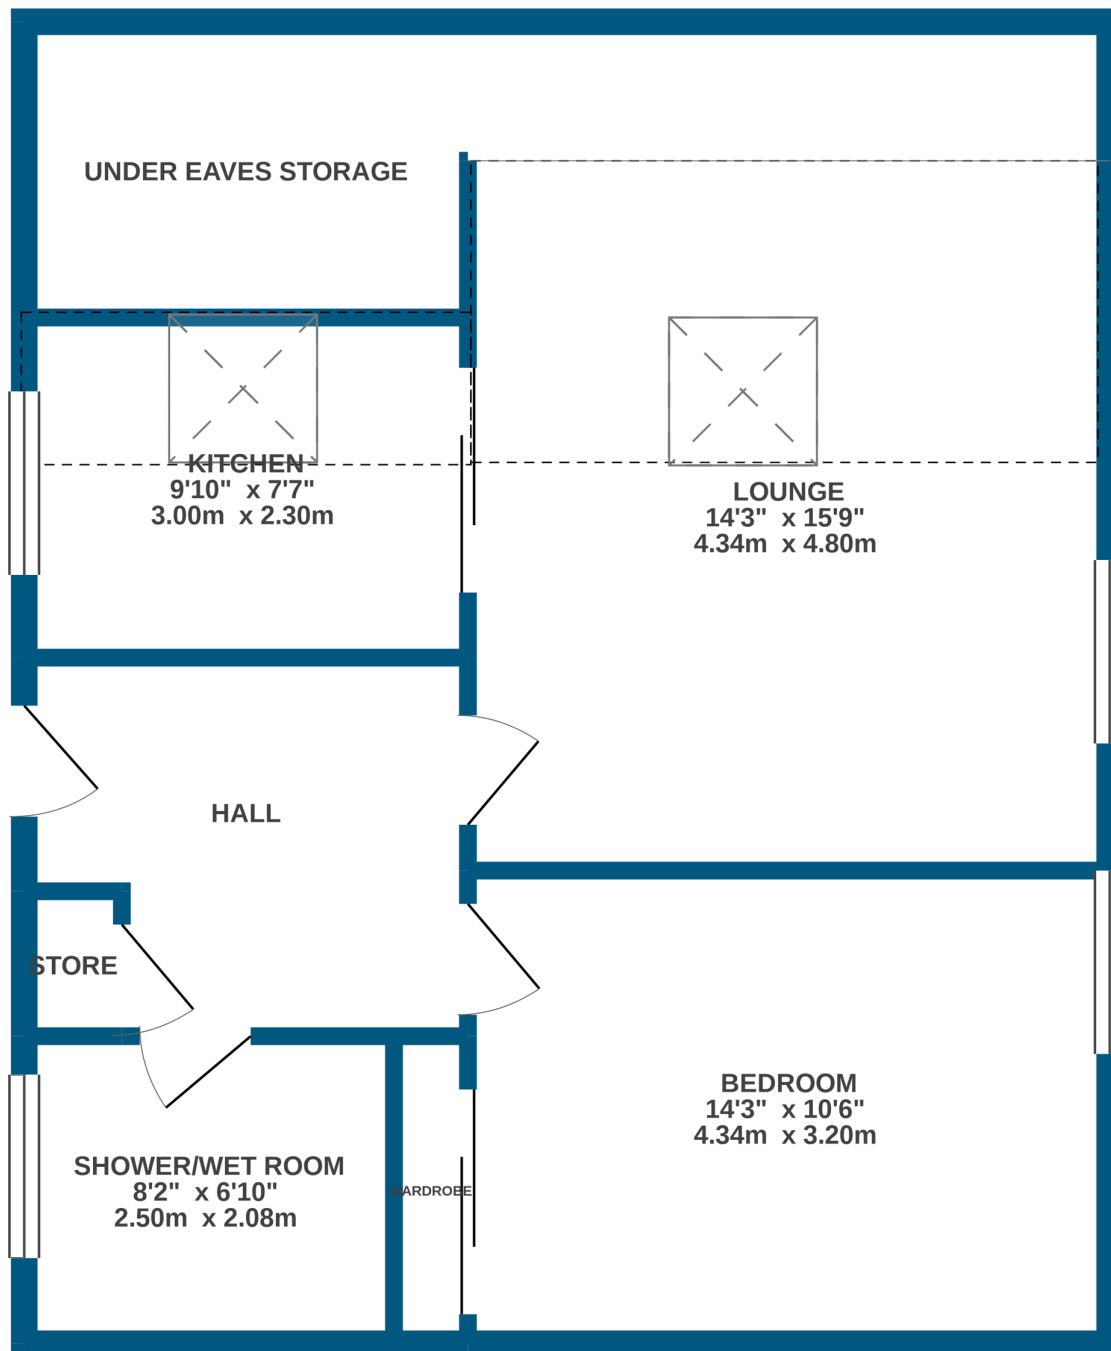 UNDER EAVES STORAGE
KITCHEN
9'10" x 7'7"
3.00m x 2.30m
LOUNGE
14'3" x 15'9"
4.34m x 4.80m
HALL
STORE
BEDROOM
14'3" x 10'6"
4.34m x 3.20m
SHOWER/WET ROOM
8'2" x 6'10"
2.50m x 2.08m
WARDROBE